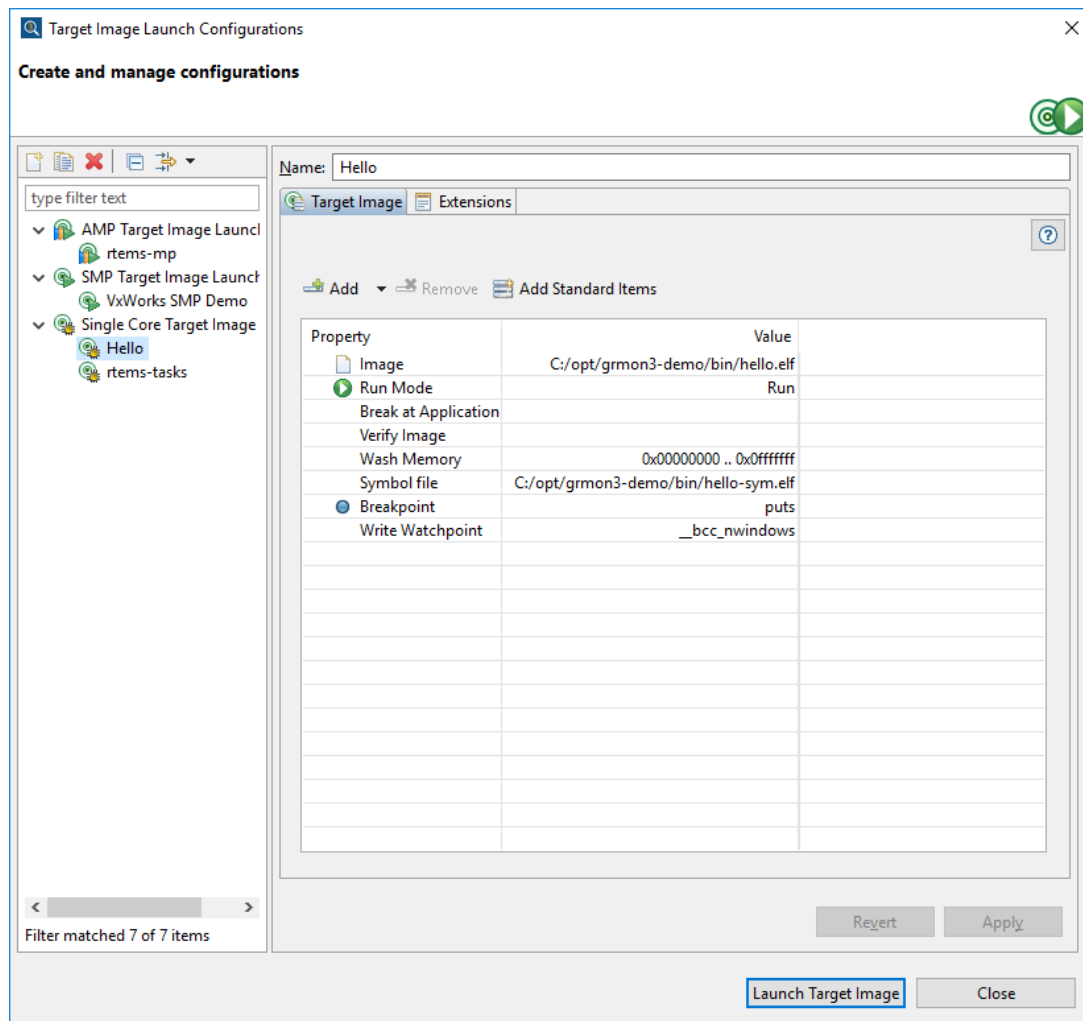 Target Image Launch Configurations
Create and manage configurations
type filter text
AMP Target Image Launcl
rtems-mp
SMP Target Image Launch
VxWorks SMP Demo
Single Core Target Image
Hello
rtems-tasks
Filter matched 7 of 7 items
Name: Hello
Target Image Extensions
Add Remove Add Standard Items
Property Value
Image C:/opt/grmon3-demo/bin/hello.elf
Run Mode Run
Break at Application
Verify Image
Wash Memory 0x00000000 .. 0x0fffffff
Symbol file C:/opt/grmon3-demo/bin/hello-sym.elf
Breakpoint puts
Write Watchpoint __bcc_nwindows
Revert Apply
Launch Target Image Close